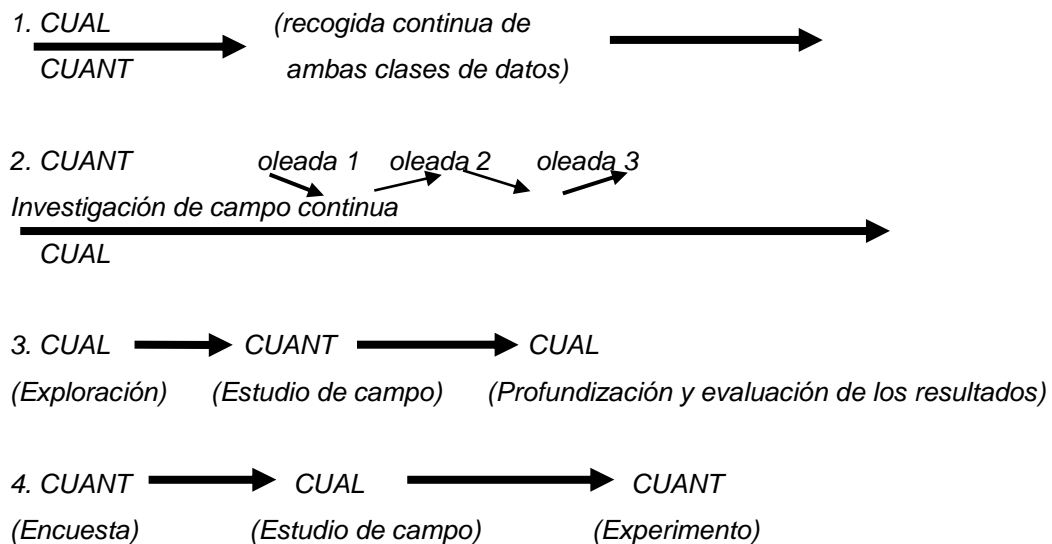 1. CUAL (recogida continua de
CUANT ambas clases de datos)
2. CUANT oleada 1 oleada 2 oleada 3
Investigación de campo continua
CUAL
3. CUAL CUANT CUAL
(Exploración) (Estudio de campo) (Profundización y evaluación de los resultados)
4. CUANT CUAL CUANT
(Encuesta) (Estudio de campo) (Experimento)